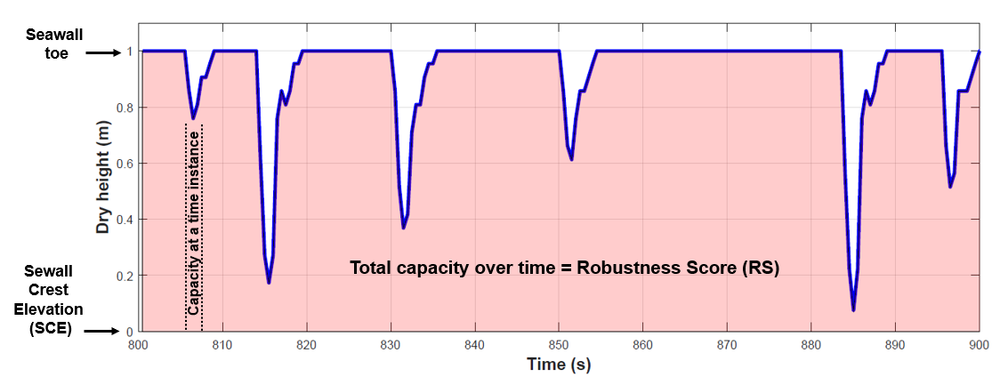 Seawall
toe
Sewall
Crest
Elevation
(SCE)
Dry height (m)
1
0.8
0.6
0.4
0.2
0
Capacity at a time instance
Total capacity over time = Robustness Score (RS)
800
810
820
830
840
850
860
870
880
890
900
Time (s)